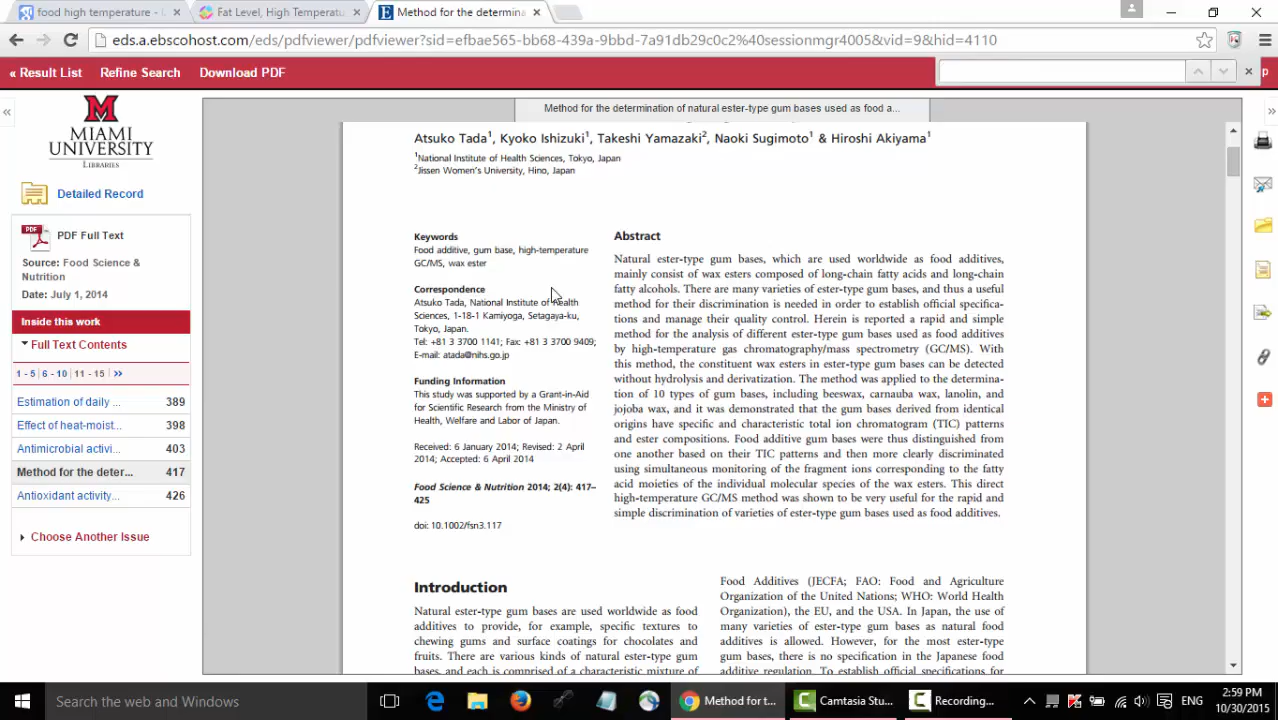 food high temperature -
Fat Level, High Temperatu
Method for the determina
eds.a.ebscohost.com/eds/pdfviewer/pdfviewer?sid=efbae565-bb68-439a-9bbd-7a91db29c0c2%40sessionmgr4005&vid=9&hid=4110
« Result List Refine Search Download PDF
p
«
»
MIAMI
UNIVERSITY
LIBRARIES
Detailed Record
PDF
PDF Full Text
Source: Food Science &
Nutrition
Date: July 1, 2014
Inside this work
Full Text Contents
1 - 5 | 6 - 10 | 11 - 15 | »
Estimation of daily ... 389
Effect of heat-moist... 398
Antimicrobial activi... 403
Method for the deter... 417
Antioxidant activity... 426
Choose Another Issue
Method for the determination of natural ester-type gum bases used as food a...
Atsuko Tada1, Kyoko Ishizuki1, Takeshi Yamazaki2, Naoki Sugimoto1 & Hiroshi Akiyama1
1National Institute of Health Sciences, Tokyo, Japan
2Jissen Women's University, Hino, Japan
Keywords
Food additive, gum base, high-temperature
GC/MS, wax ester
Correspondence
Atsuko Tada, National Institute of Health
Sciences, 1-18-1 Kamiyoga, Setagaya-ku,
Tokyo, Japan.
Tel: +81 3 3700 1141; Fax: +81 3 3700 9409;
E-mail: atada@nihs.go.jp
Funding Information
This study was supported by a Grant-in-Aid
for Scientific Research from the Ministry of
Health, Welfare and Labor of Japan.
Received: 6 January 2014; Revised: 2 April
2014; Accepted: 6 April 2014
Food Science & Nutrition 2014; 2(4): 417–
425
doi: 10.1002/fsn3.117
Abstract
Natural ester-type gum bases, which are used worldwide as food additives,
mainly consist of wax esters composed of long-chain fatty acids and long-chain
fatty alcohols. There are many varieties of ester-type gum bases, and thus a useful
method for their discrimination is needed in order to establish official specifica-
tions and manage their quality control. Herein is reported a rapid and simple
method for the analysis of different ester-type gum bases used as food additives
by high-temperature gas chromatography/mass spectrometry (GC/MS). With
this method, the constituent wax esters in ester-type gum bases can be detected
without hydrolysis and derivatization. The method was applied to the determina-
tion of 10 types of gum bases, including beeswax, carnauba wax, lanolin, and
jojoba wax, and it was demonstrated that the gum bases derived from identical
origins have specific and characteristic total ion chromatogram (TIC) patterns
and ester compositions. Food additive gum bases were thus distinguished from
one another based on their TIC patterns and then more clearly discriminated
using simultaneous monitoring of the fragment ions corresponding to the fatty
acid moieties of the individual molecular species of the wax esters. This direct
high-temperature GC/MS method was shown to be very useful for the rapid and
simple discrimination of varieties of ester-type gum bases used as food additives.
Introduction
Natural ester-type gum bases are used worldwide as food
additives to provide, for example, specific textures to
chewing gums and surface coatings for chocolates and
fruits. There are various kinds of natural ester-type gum
bases, and each is comprised of a characteristic mixture of
Food Additives (JECFA; FAO: Food and Agriculture
Organization of the United Nations; WHO: World Health
Organization), the EU, and the USA. In Japan, the use of
many varieties of ester-type gum bases as natural food
additives is allowed. However, for the most ester-type
gum bases, there is no specification in the Japanese food
additive regulation. To establish official specifications for
Search the web and Windows
Method for t...
Camtasia Stu...
Recording...
ENG
2:59 PM
10/30/2015